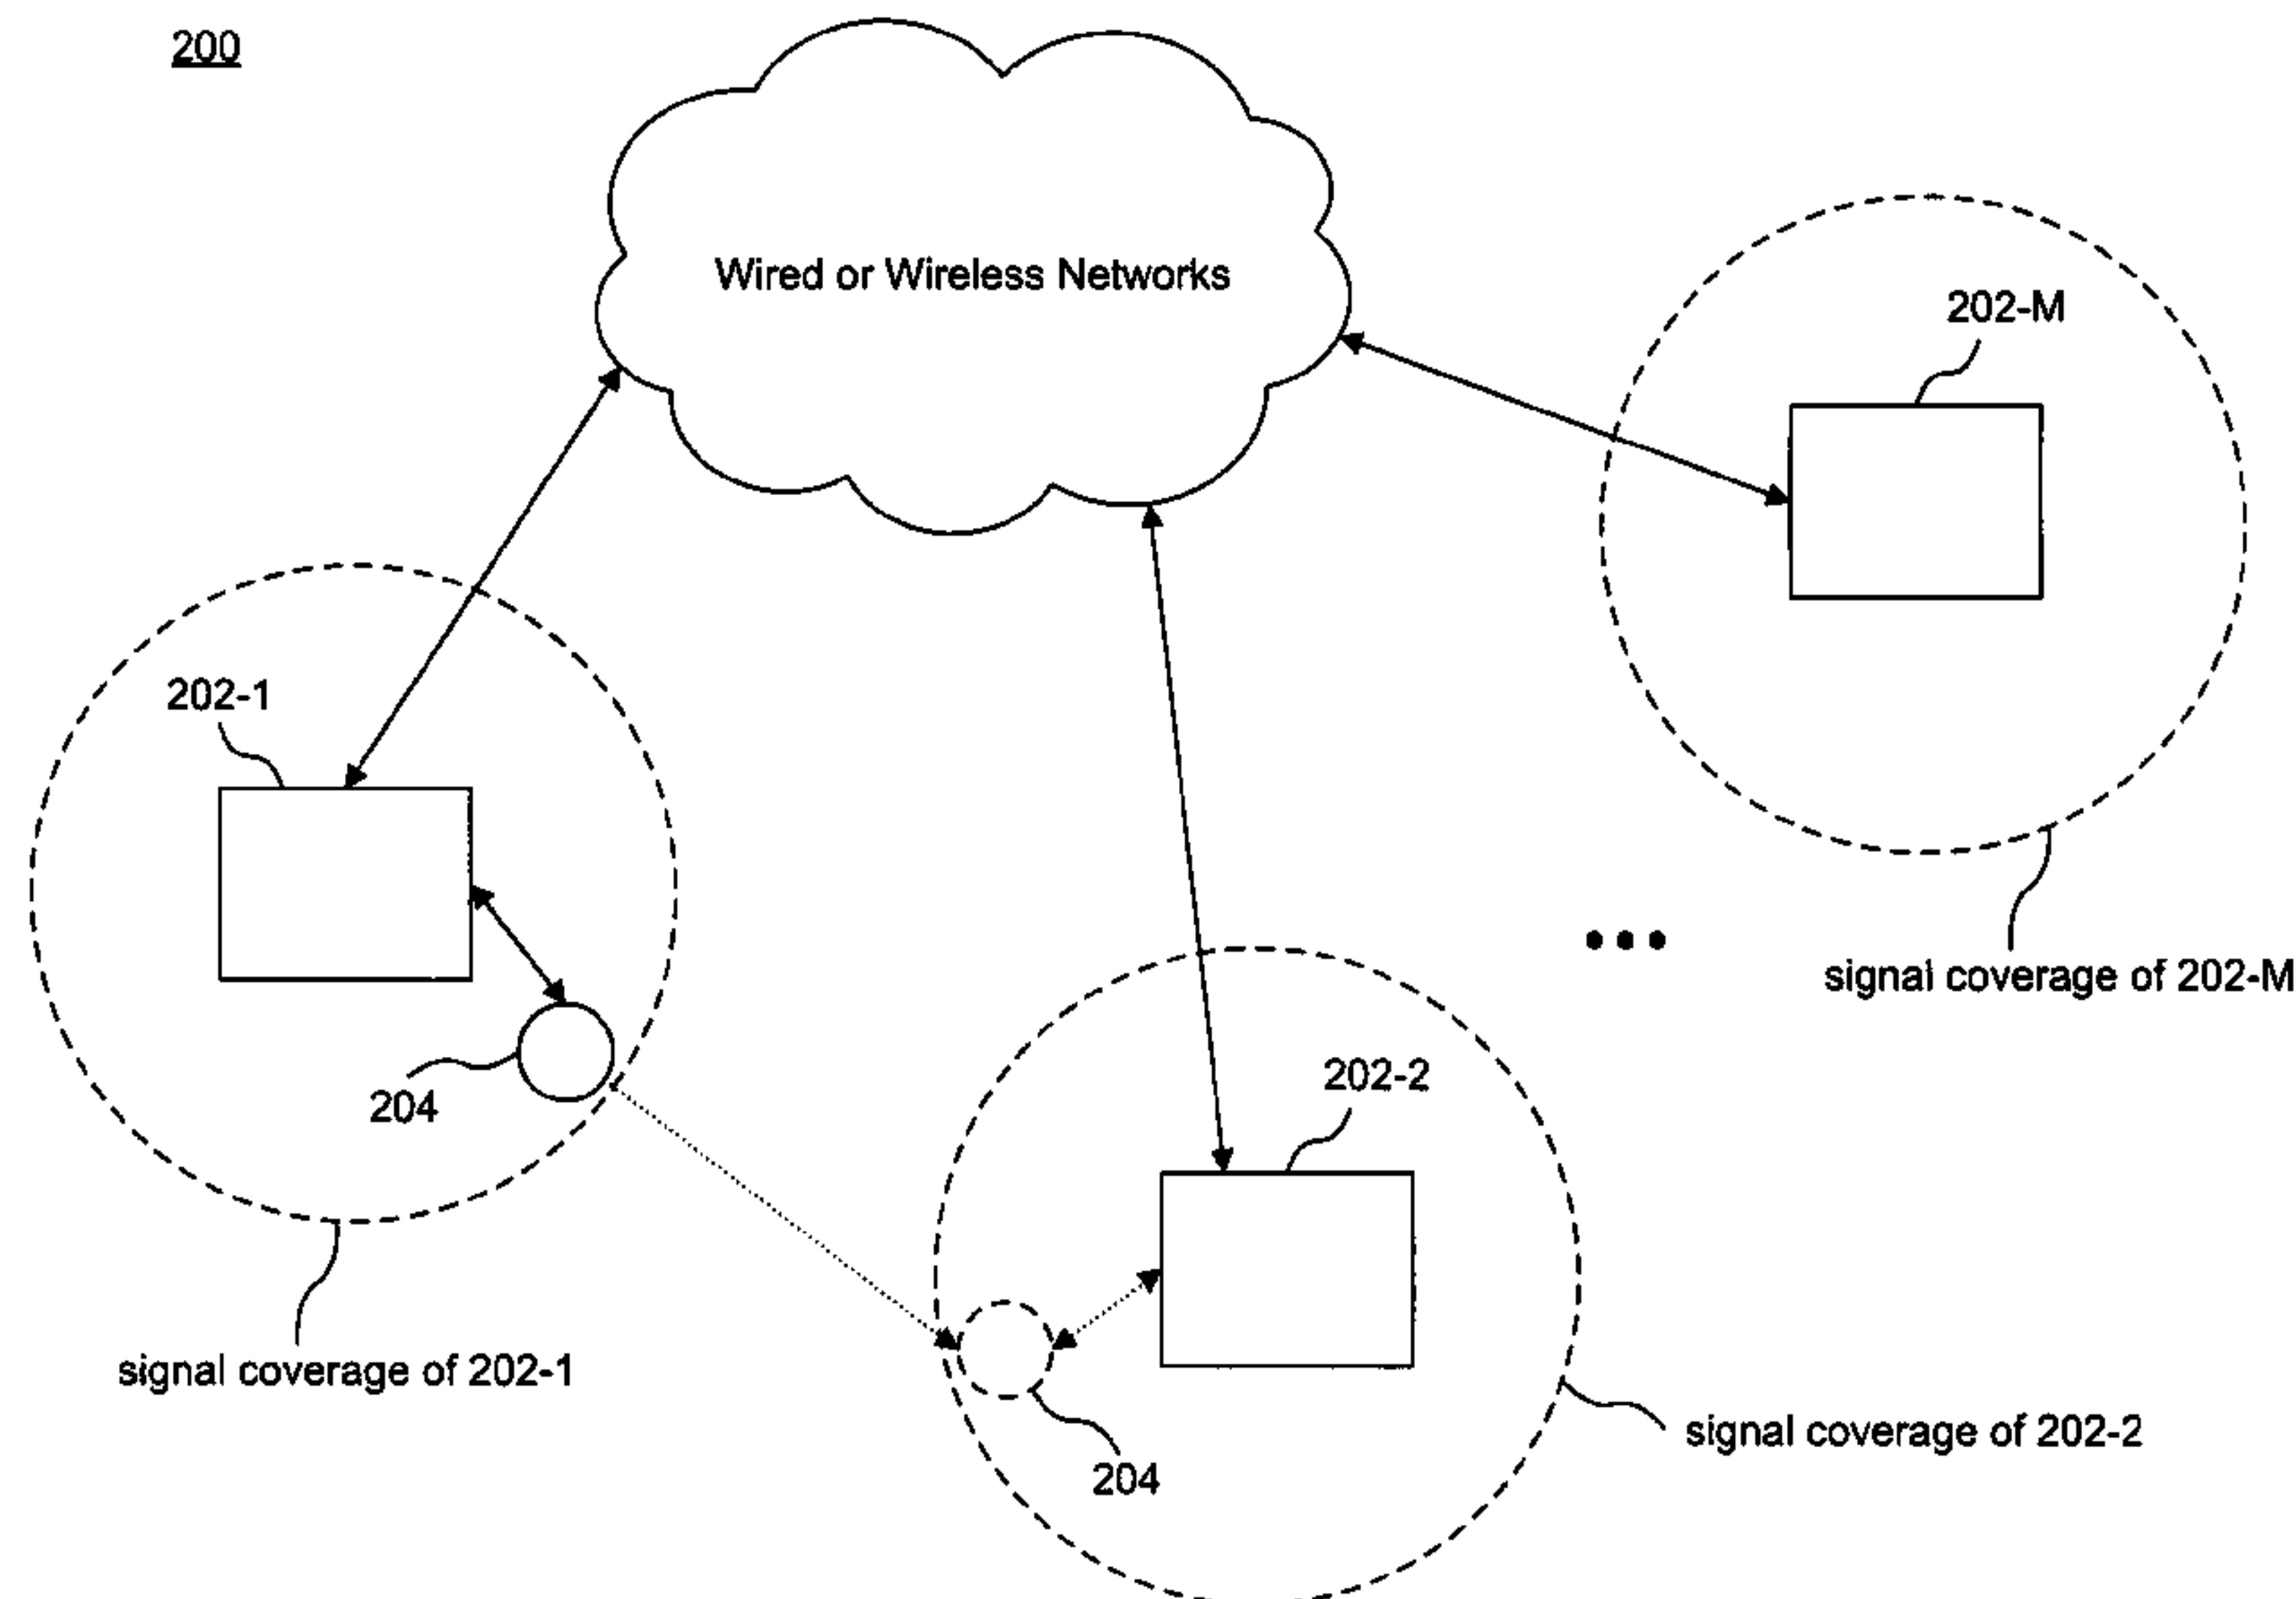 200
Wired or Wireless Networks
202-M
202-1
signal coverage of 202-M
202-2
204
signal coverage of 202-1
signal coverage of 202-2
204